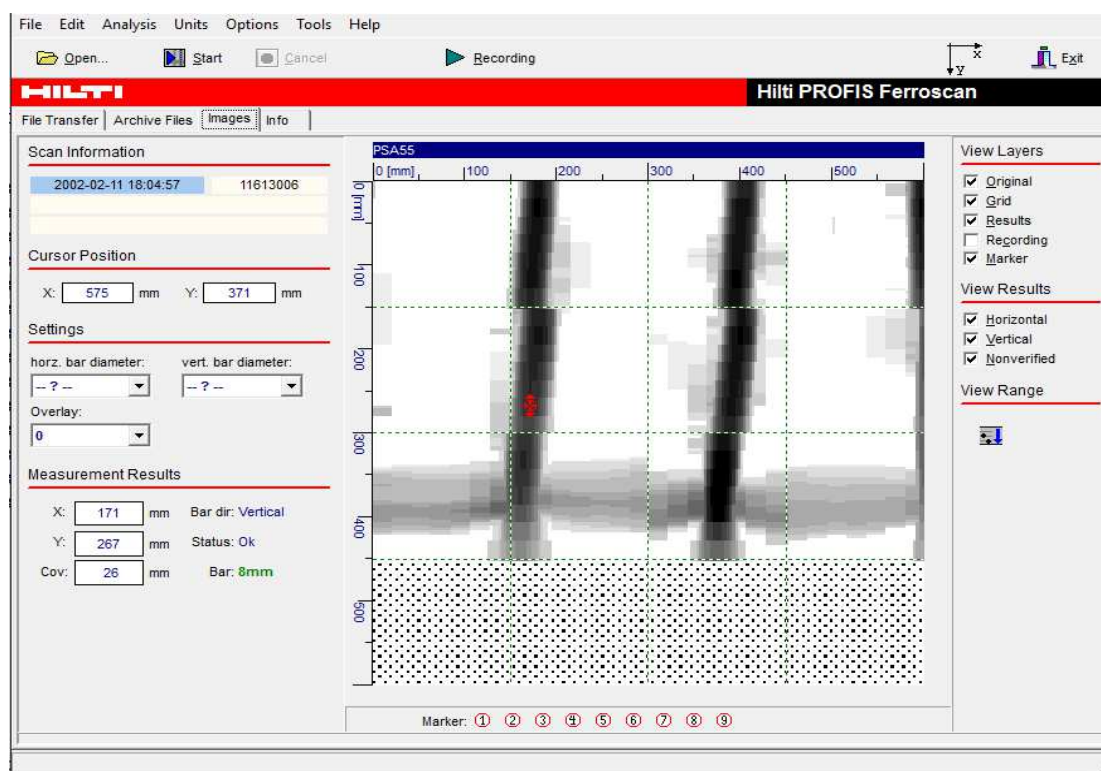 File Edit Analysis Units Options Tools Help
Open... Start Cancel Recording X Y Exit
HILTI Hilti PROFIS Ferroscan
File Transfer Archive Files Images Info
Scan Information
2002-02-11 18:04:57 11613006
Cursor Position
X: 575 mm Y: 371 mm
Settings
horz. bar diameter: vert. bar diameter:
-- ? -- -- ? --
Overlay:
0
Measurement Results
X: 171 mm Bar dir: Vertical
Y: 267 mm Status: Ok
Cov: 26 mm Bar: 8mm
PSA55
0 [mm] 100 200 300 400 500
0 [mm]
100
200
300
400
500
Marker: ① ② ③ ④ ⑤ ⑥ ⑦ ⑧ ⑨
View Layers
Original
Grid
Results
Recording
Marker
View Results
Horizontal
Vertical
Nonverified
View Range